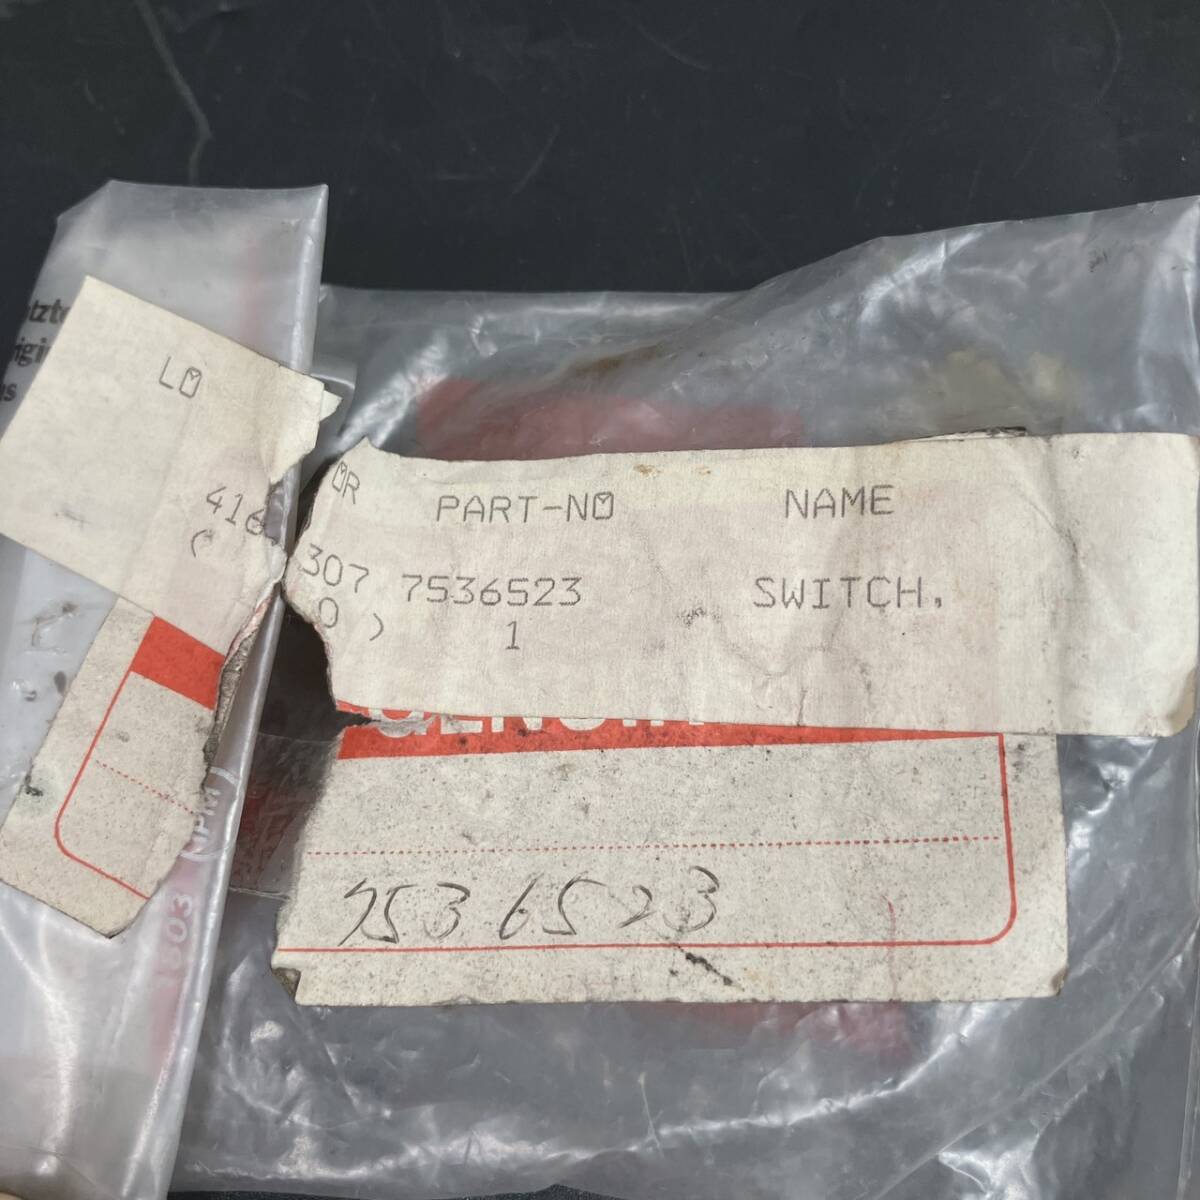 LO
OR PART-NO NAME
416 307 7536523 SWITCH.
( 0 ) 1
7536523